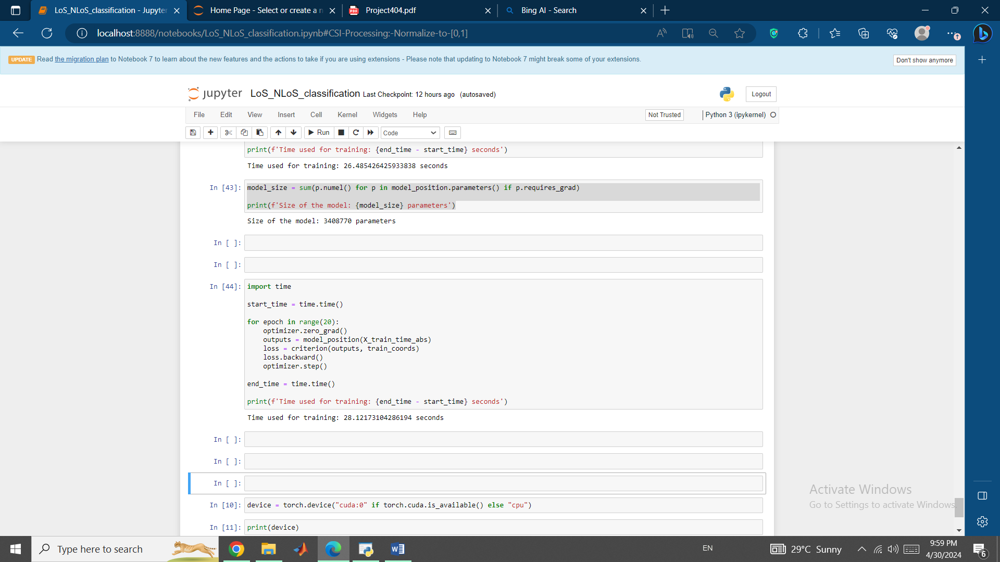 LoS_NLoS_classification - Jupyter
Home Page - Select or create a n
Project404.pdf
Bing AI - Search
localhost:8888/notebooks/LoS_NLoS_classification.ipynb#CSI-Processing:-Normalize-to-[0,1]
UPDATE Read the migration plan to Notebook 7 to learn about the new features and the actions to take if you are using extensions - Please note that updating to Notebook 7 might break some of your extensions.
Don't show anymore
jupyter LoS_NLoS_classification Last Checkpoint: 12 hours ago (autosaved)
Logout
File Edit View Insert Cell Kernel Widgets Help
Not Trusted
Python 3 (ipykernel)
Run
Code
print(f'Time used for training: {end_time - start_time} seconds')
Time used for training: 26.485426425933838 seconds
In [43]: model_size = sum(p.numel() for p in model_position.parameters() if p.requires_grad)
print(f'Size of the model: {model_size} parameters')
Size of the model: 3408770 parameters
In [ ]:
In [ ]:
In [44]: import time
start_time = time.time()
for epoch in range(20):
optimizer.zero_grad()
outputs = model_position(X_train_time_abs)
loss = criterion(outputs, train_coords)
loss.backward()
optimizer.step()
end_time = time.time()
print(f'Time used for training: {end_time - start_time} seconds')
Time used for training: 28.12173104286194 seconds
In [ ]:
In [ ]:
In [ ]:
In [10]: device = torch.device("cuda:0" if torch.cuda.is_available() else "cpu")
In [11]: print(device)
Activate Windows
Go to Settings to activate Windows.
Type here to search
EN
29°C Sunny
9:59 PM
4/30/2024
6